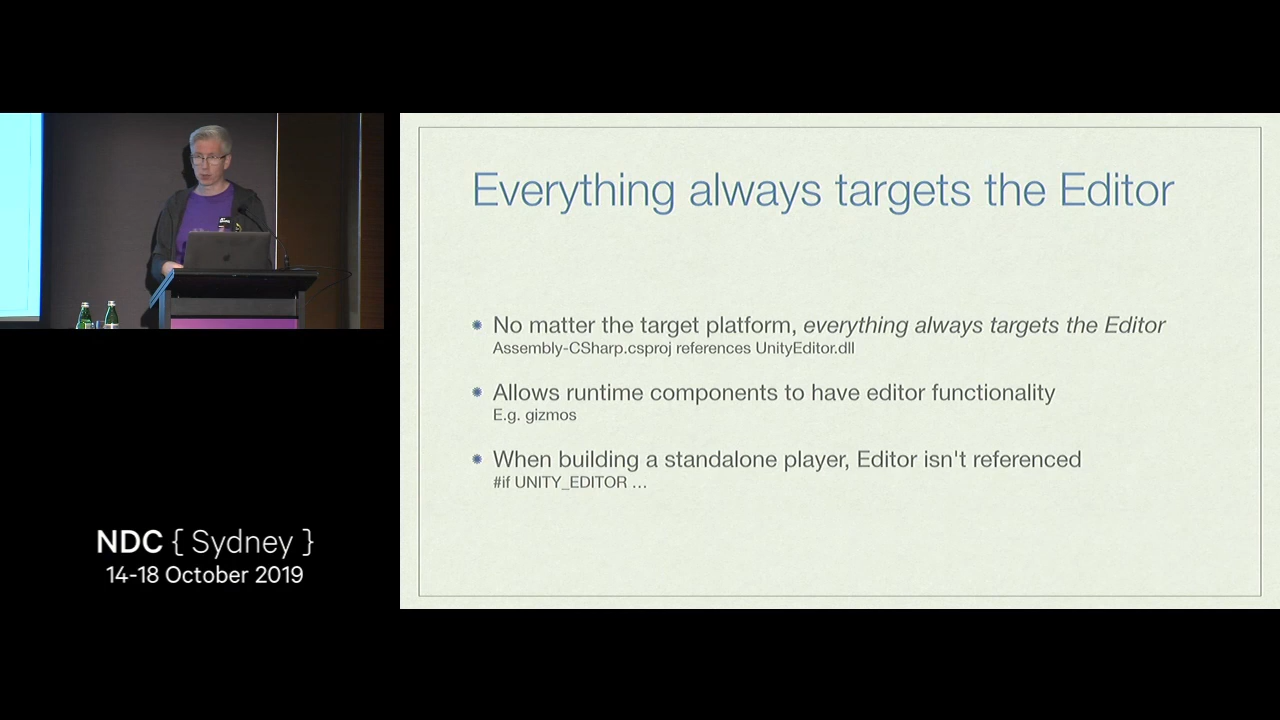 Everything always targets the Editor
No matter the target platform, everything always targets the Editor
Assembly-CSharp.csproj references UnityEditor.dll
Allows runtime components to have editor functionality
E.g. gizmos
When building a standalone player, Editor isn't referenced
#if UNITY_EDITOR …
NDC { Sydney }
14-18 October 2019